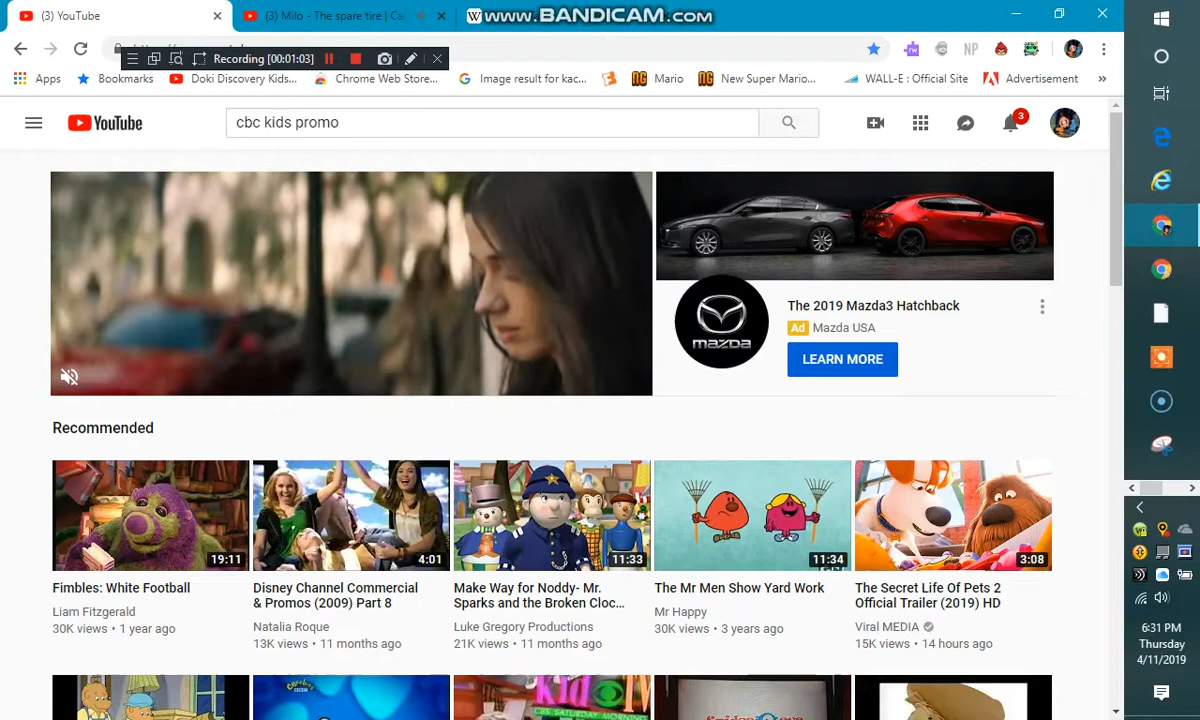 (3) YouTube
(3) Milo - The spare tire | Ca
WWW.BANDICAM.COM
Recording [00:01:03]
Apps
Bookmarks
Doki Discovery Kids...
Chrome Web Store...
Image result for kac...
Mario
New Super Mario...
WALL-E : Official Site
Advertisement
»
YouTube
cbc kids promo
3
mazda
The 2019 Mazda3 Hatchback
Ad Mazda USA
LEARN MORE
Recommended
19:11
4:01
11:33
11:34
3:08
Fimbles: White Football
Liam Fitzgerald
30K views • 1 year ago
Disney Channel Commercial
& Promos (2009) Part 8
Natalia Roque
13K views • 11 months ago
Make Way for Noddy- Mr.
Sparks and the Broken Cloc...
Luke Gregory Productions
21K views • 11 months ago
The Mr Men Show Yard Work
Mr Happy
30K views • 3 years ago
The Secret Life Of Pets 2
Official Trailer (2019) HD
Viral MEDIA
15K views • 14 hours ago
CBS SATURDAY MORNING
6:31 PM
Thursday
4/11/2019